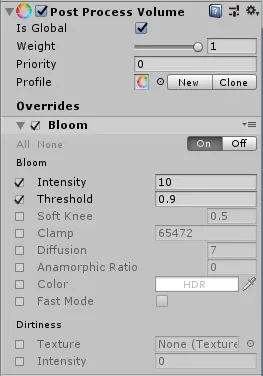 Post Process Volume
Is Global
Weight 1
Priority 0
Profile New Clone
Overrides
Bloom
All None On Off
Bloom
Intensity 10
Threshold 0.9
Soft Knee 0.5
Clamp 65472
Diffusion 7
Anamorphic Ratio 0
Color HDR
Fast Mode
Dirtiness
Texture None (Texture
Intensity 0